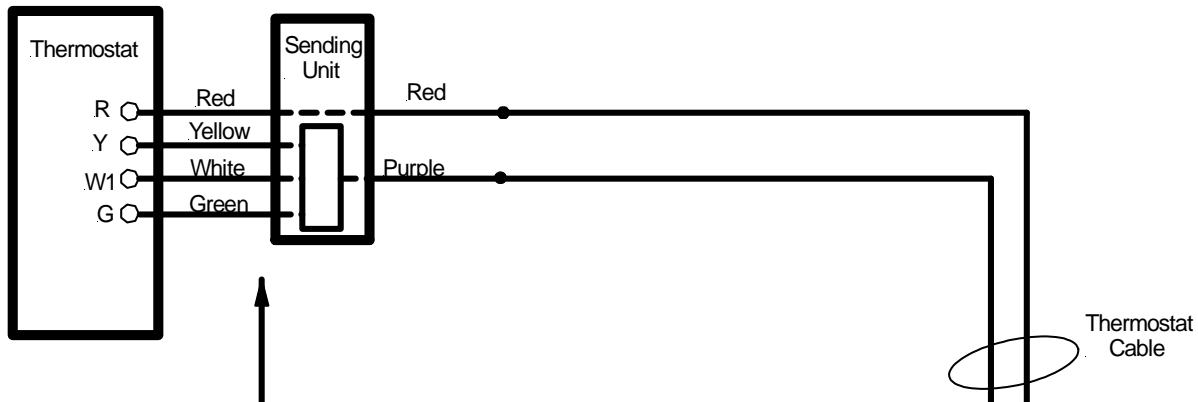 Thermostat
Sending
Unit
R
Red
Red
Y
Yellow
W1
White
Purple
G
Green
Thermostat
Cable